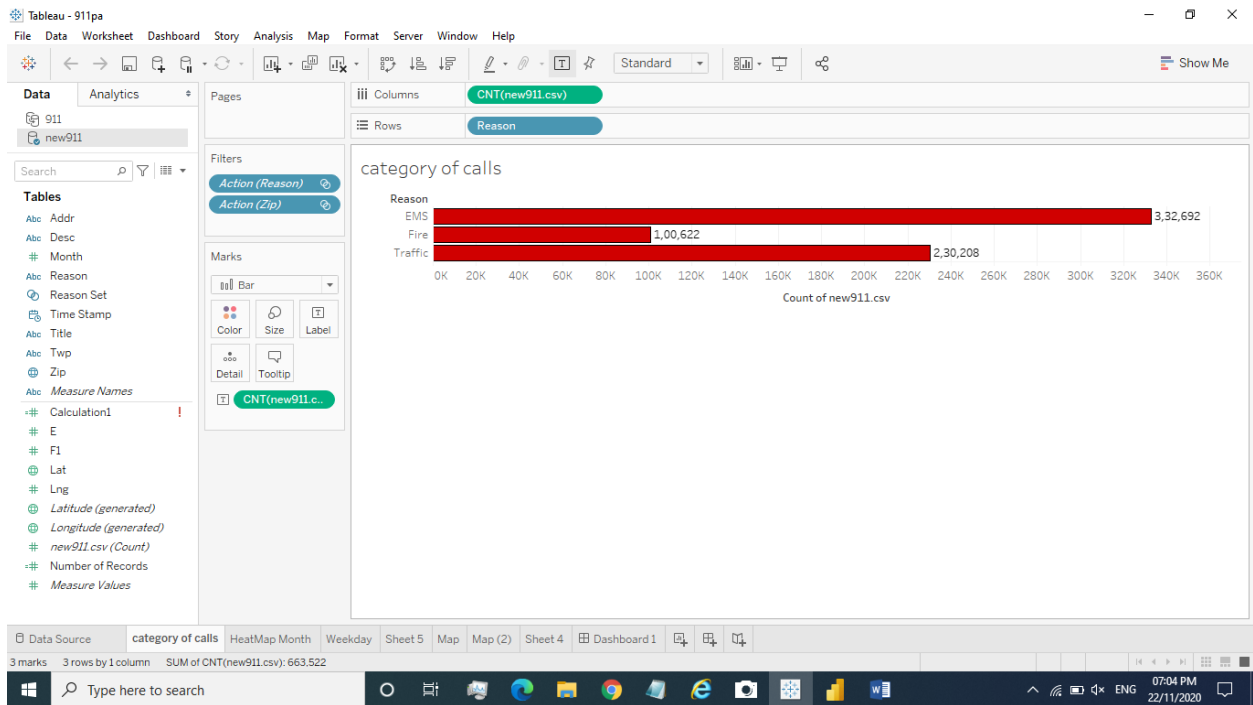 Tableau - 911pa
File Data Worksheet Dashboard Story Analysis Map Format Server Window Help
Standard
Show Me
Data Analytics
911
new911
Search
Tables
Abc Addr
Abc Desc
# Month
Abc Reason
Reason Set
Time Stamp
Abc Title
Abc Twp
Zip
Abc Measure Names
=# Calculation1 !
# E
# F1
Lat
# Lng
Latitude (generated)
Longitude (generated)
# new911.csv (Count)
=# Number of Records
# Measure Values
Pages
Filters
Action (Reason)
Action (Zip)
Marks
Bar
Color Size Label
Detail Tooltip
CNT(new911.c..
Columns CNT(new911.csv)
Rows Reason
category of calls
Reason
EMS 3,32,692
Fire 1,00,622
Traffic 2,30,208
0K 20K 40K 60K 80K 100K 120K 140K 160K 180K 200K 220K 240K 260K 280K 300K 320K 340K 360K
Count of new911.csv
Data Source category of calls HeatMap Month Weekday Sheet 5 Map Map (2) Sheet 4 Dashboard 1
3 marks 3 rows by 1 column SUM of CNT(new911.csv): 663,522
Type here to search
ENG
07:04 PM
22/11/2020